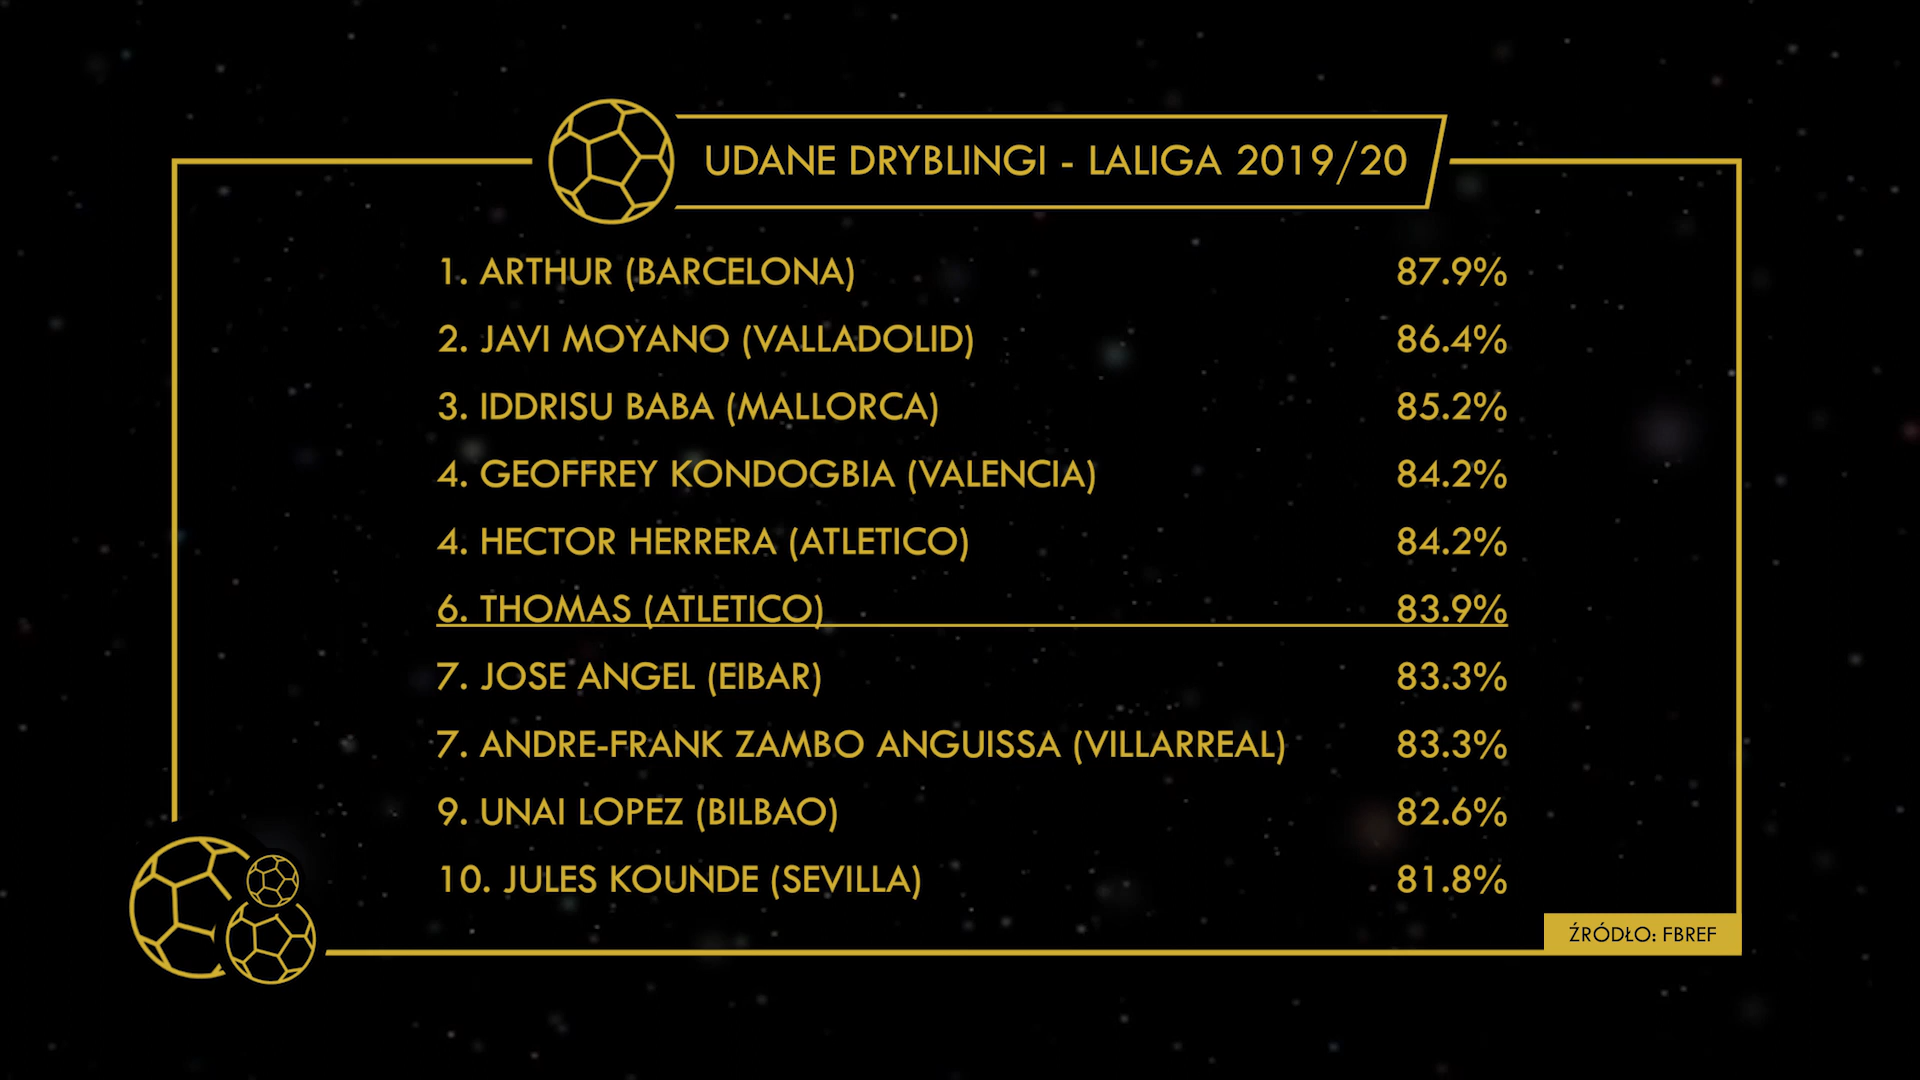 UDANE DRYBLINGI - LALIGA 2019/20
1. ARTHUR (BARCELONA) 87.9%
2. JAVI MOYANO (VALLADOLID) 86.4%
3. IDDRISU BABA (MALLORCA) 85.2%
4. GEOFFREY KONDOGBIA (VALENCIA) 84.2%
4. HECTOR HERRERA (ATLETICO) 84.2%
6. THOMAS (ATLETICO) 83.9%
7. JOSE ANGEL (EIBAR) 83.3%
7. ANDRE-FRANK ZAMBO ANGUISSA (VILLARREAL) 83.3%
9. UNAI LOPEZ (BILBAO) 82.6%
10. JULES KOUNDE (SEVILLA) 81.8%
ŹRÓDŁO: FBREF